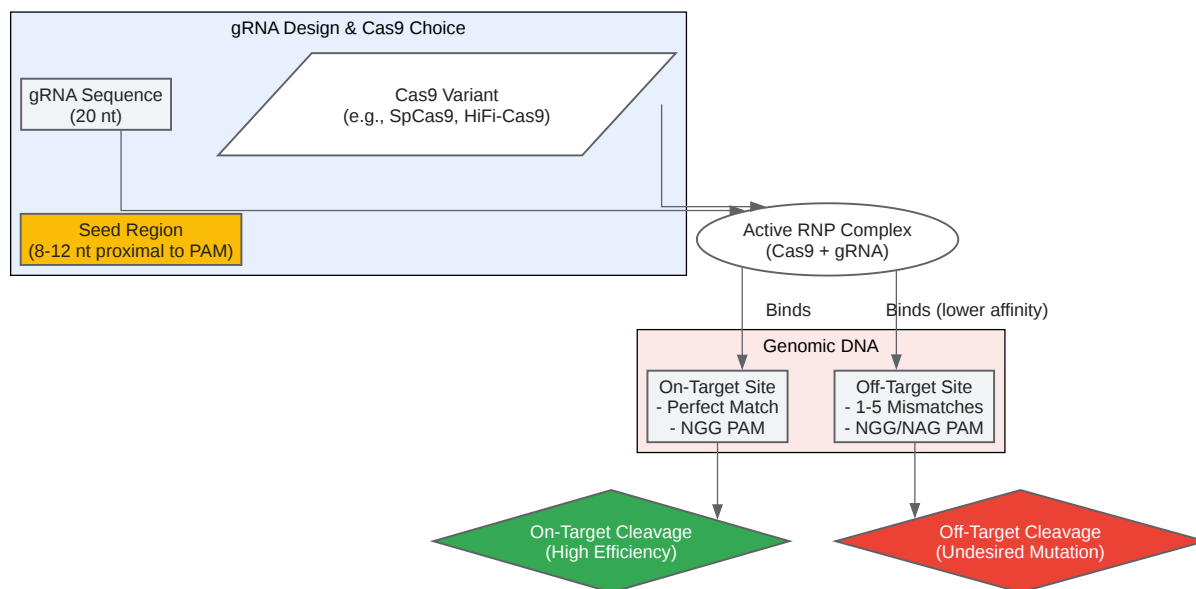 gRNA Design & Cas9 Choice
gRNA Sequence
(20 nt)
Cas9 Variant
(e.g., SpCas9, HiFi-Cas9)
Seed Region
(8-12 nt proximal to PAM)
Active RNP Complex
(Cas9 + gRNA)
Binds
Binds (lower affinity)
Genomic DNA
On-Target Site
- Perfect Match
- NGG PAM
Off-Target Site
- 1-5 Mismatches
- NGG/NAG PAM
On-Target Cleavage
(High Efficiency)
Off-Target Cleavage
(Undesired Mutation)